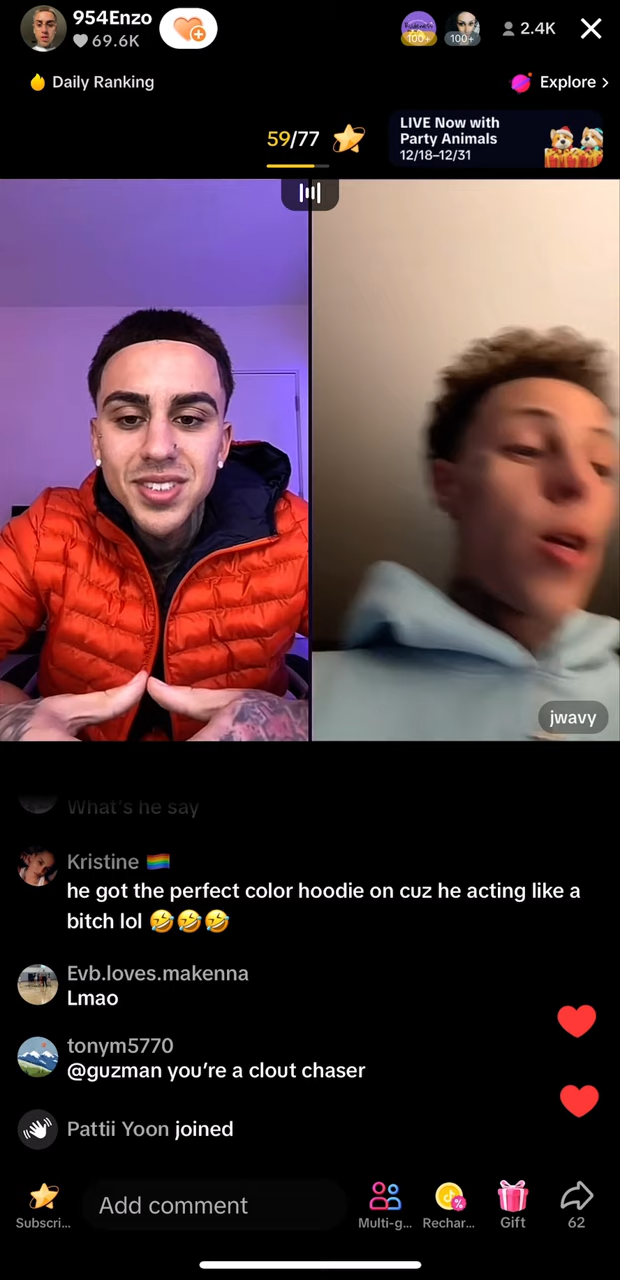 954Enzo
69.6K
100+
100+
2.4K
Daily Ranking
Explore >
59/77
LIVE Now with
Party Animals
12/18–12/31
jwavy
What's he say
Kristine 🏳️‍🌈
he got the perfect color hoodie on cuz he acting like a
bitch lol 🤣🤣🤣
Evb.loves.makenna
Lmao
tonym5770
@guzman you're a clout chaser
Pattii Yoon joined
Add comment
Subscri...
Multi-g...
Rechar...
Gift
62